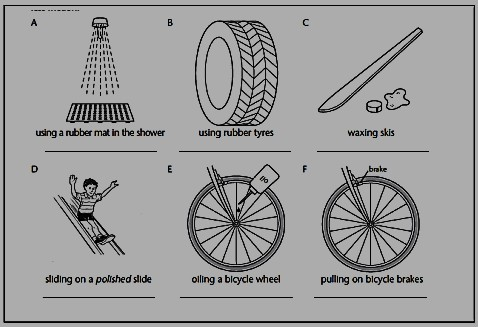 A
B
C
using a rubber mat in the shower
using rubber tyres
waxing skis
D
E
F
oil
brake
sliding on a polished slide
oiling a bicycle wheel
pulling on bicycle brakes